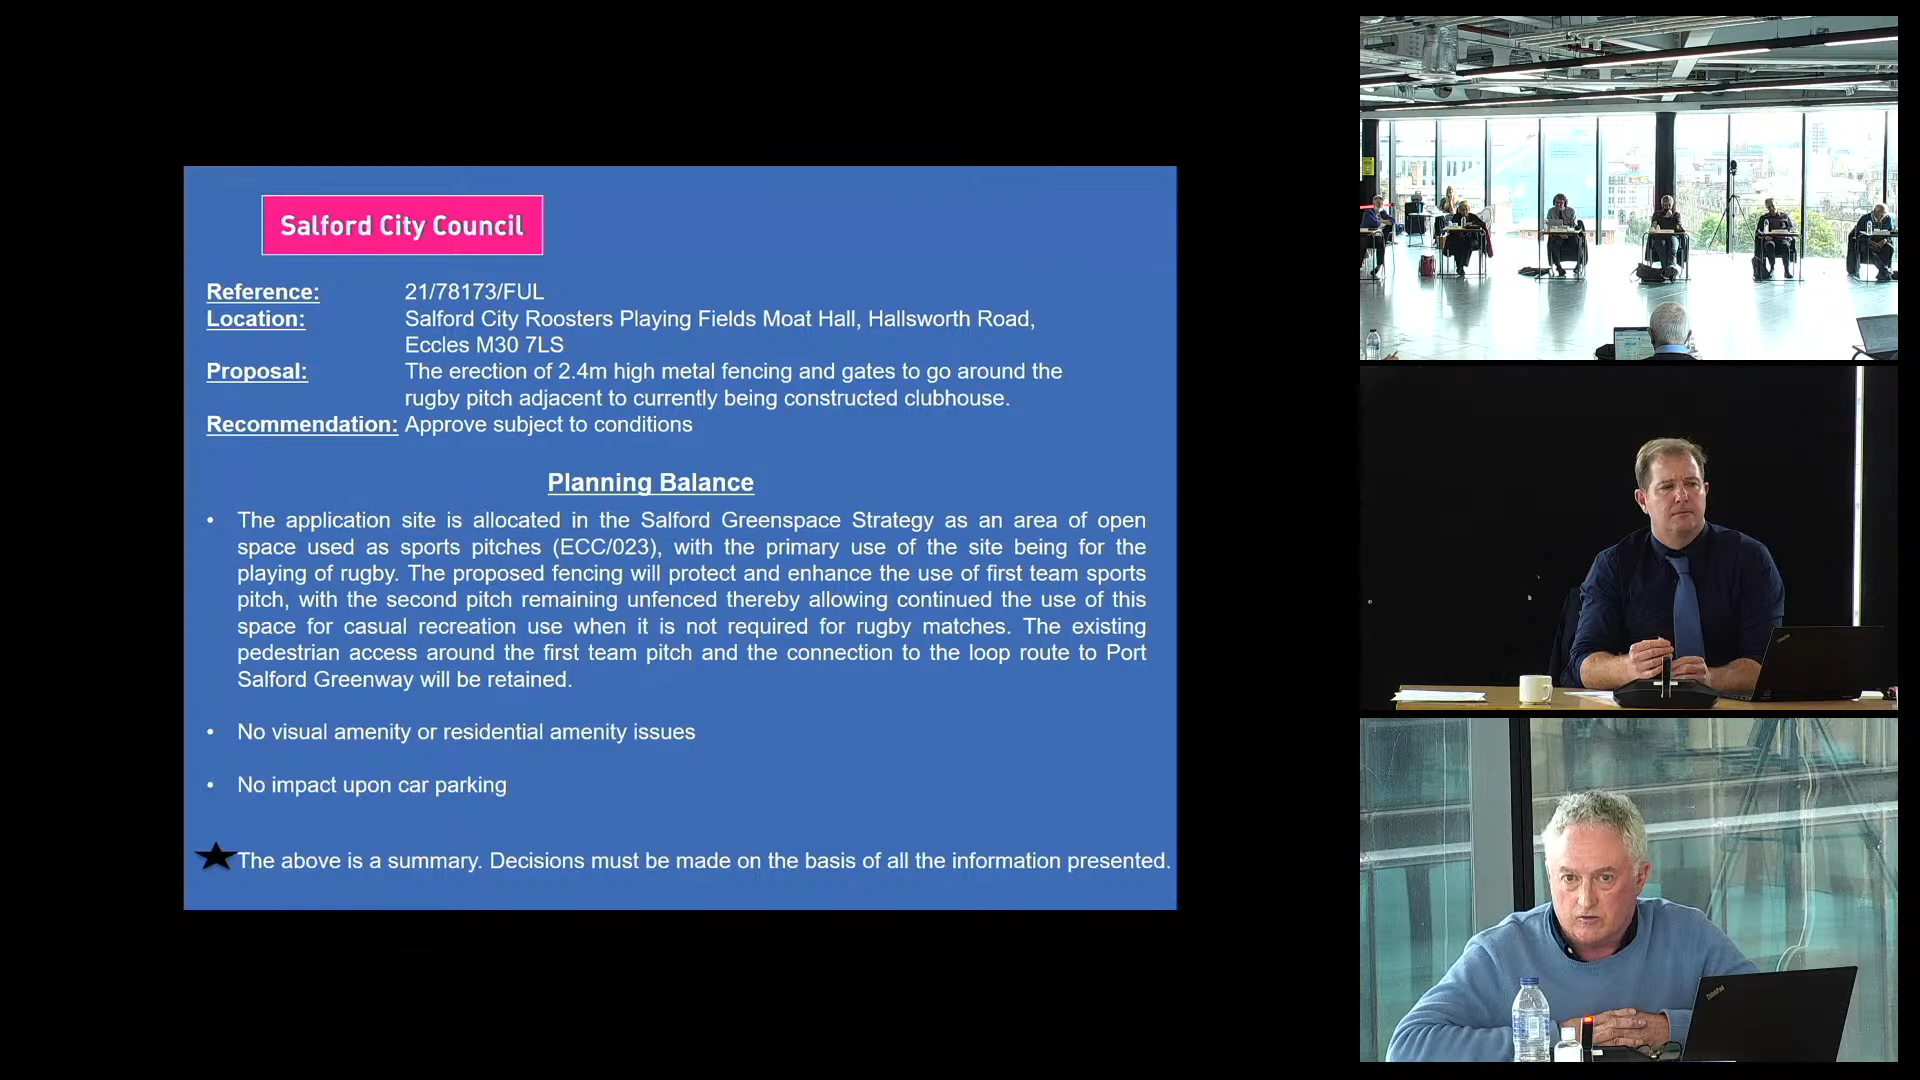 Salford City Council
Reference: 21/78173/FUL
Location: Salford City Roosters Playing Fields Moat Hall, Hallsworth Road,
Eccles M30 7LS
Proposal: The erection of 2.4m high metal fencing and gates to go around the
rugby pitch adjacent to currently being constructed clubhouse.
Recommendation: Approve subject to conditions
Planning Balance
• The application site is allocated in the Salford Greenspace Strategy as an area of open
space used as sports pitches (ECC/023), with the primary use of the site being for the
playing of rugby. The proposed fencing will protect and enhance the use of first team sports
pitch, with the second pitch remaining unfenced thereby allowing continued the use of this
space for casual recreation use when it is not required for rugby matches. The existing
pedestrian access around the first team pitch and the connection to the loop route to Port
Salford Greenway will be retained.
• No visual amenity or residential amenity issues
• No impact upon car parking
The above is a summary. Decisions must be made on the basis of all the information presented.
ThinkPad
ThinkPad